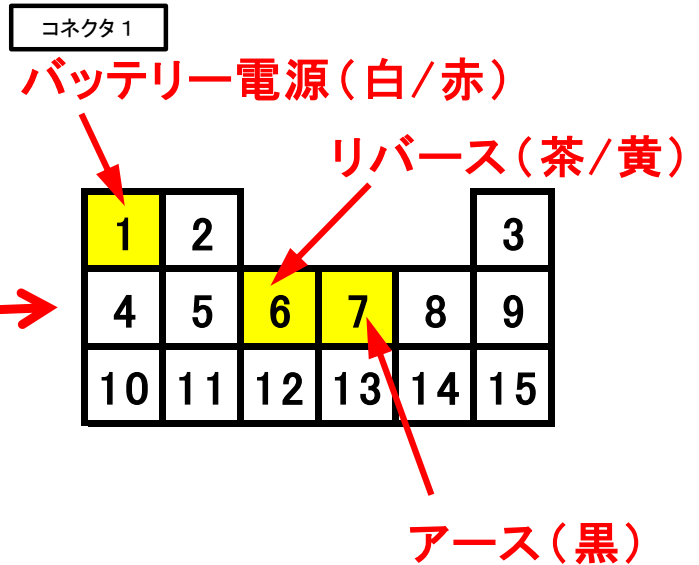 コネクタ１
バッテリー電源（白/赤）
リバース（茶/黄）
1 2 3
4 5 6 7 8 9
10 11 12 13 14 15
アース（黒）